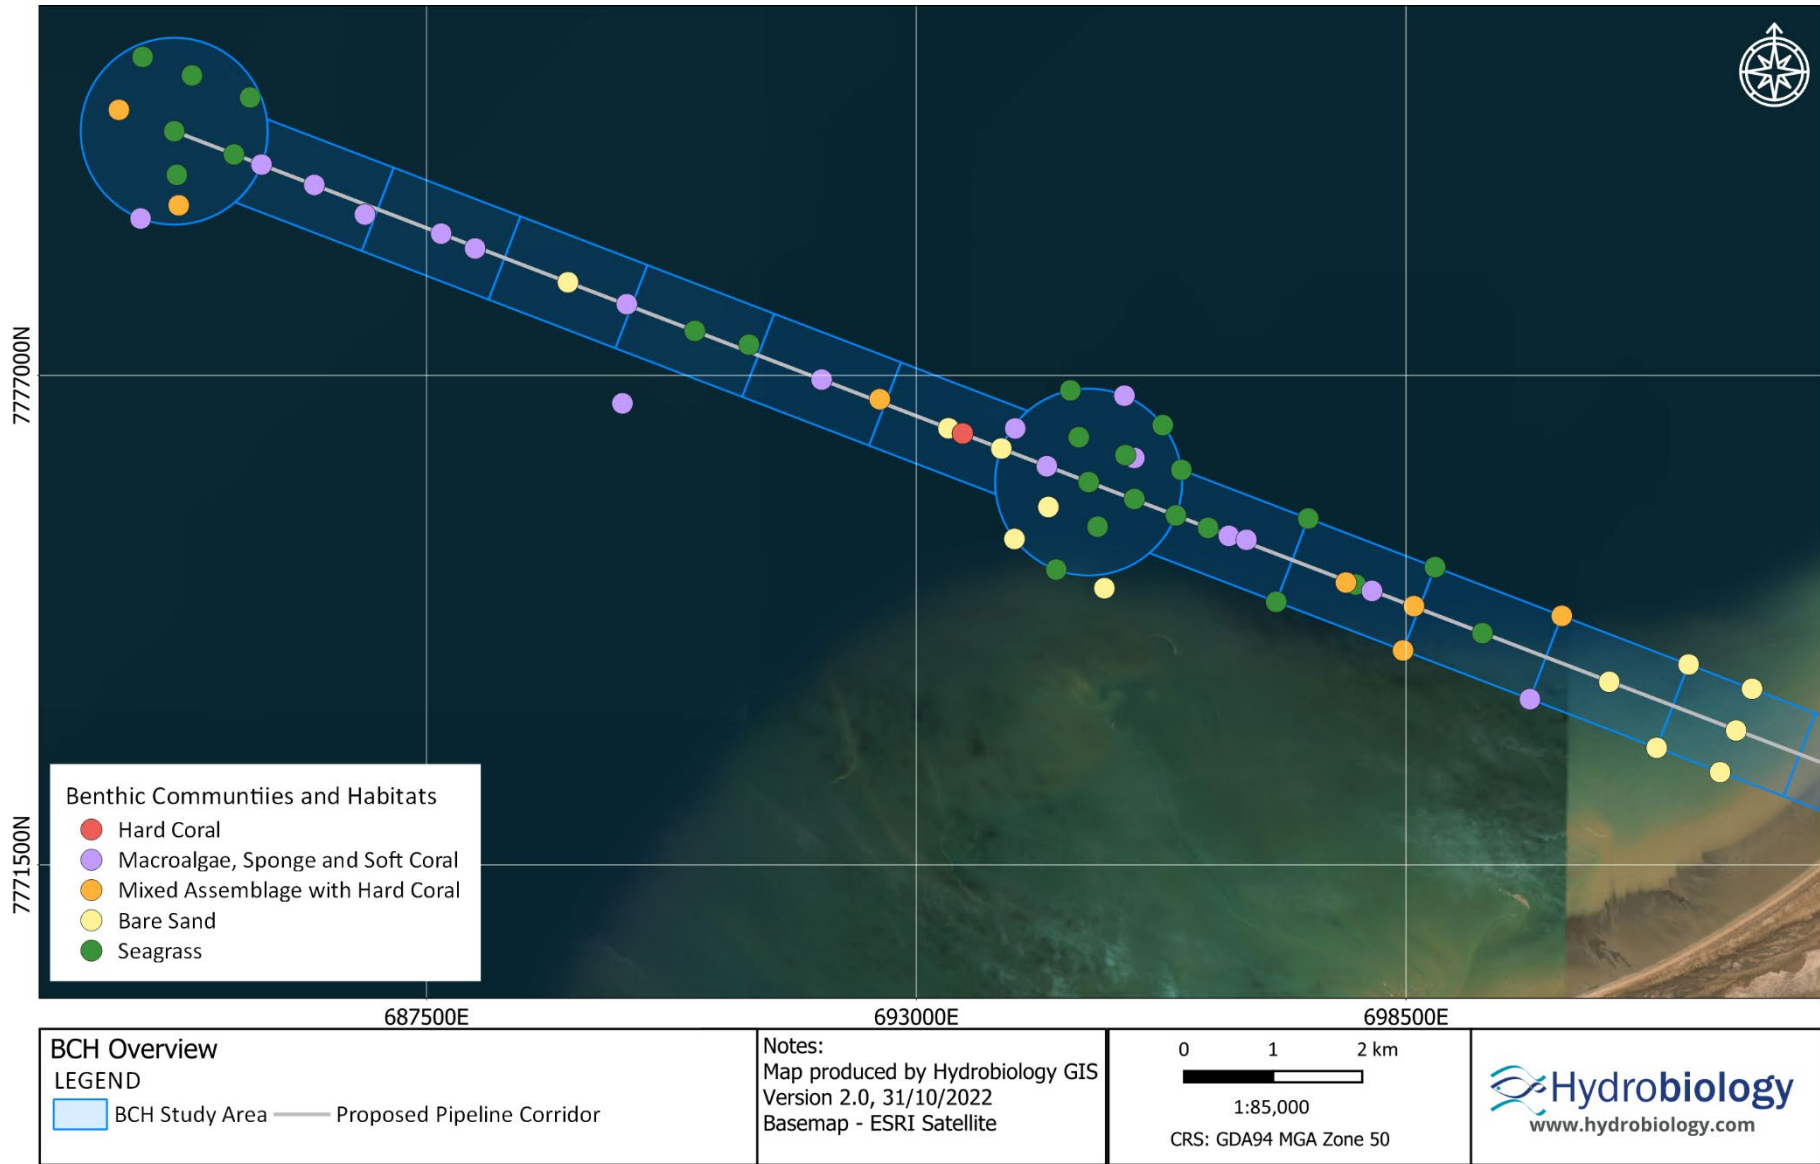 7777000N
7771500N
Benthic Communtiies and Habitats
Hard Coral
Macroalgae, Sponge and Soft Coral
Mixed Assemblage with Hard Coral
Bare Sand
Seagrass
687500E
693000E
698500E
BCH Overview
LEGEND
BCH Study Area
Proposed Pipeline Corridor
Notes:
Map produced by Hydrobiology GIS
Version 2.0, 31/10/2022
Basemap - ESRI Satellite
0 1 2 km
1:85,000
CRS: GDA94 MGA Zone 50
Hydrobiology
www.hydrobiology.com